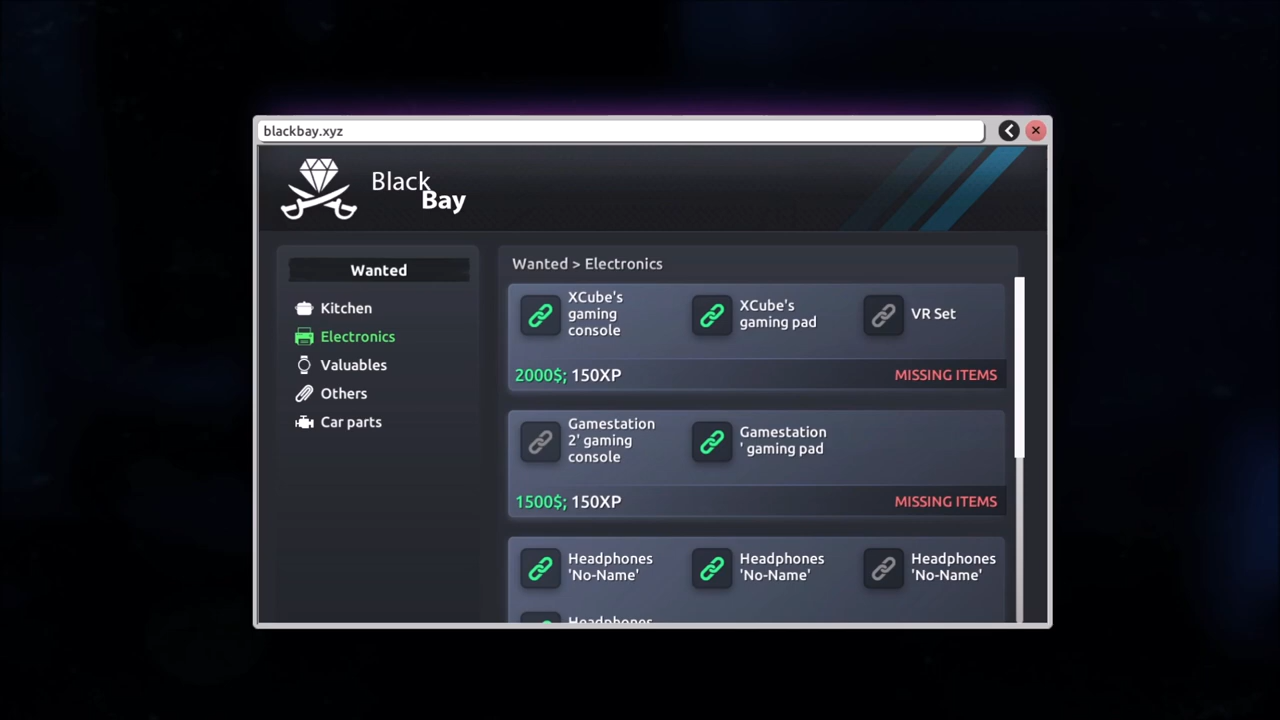 blackbay.xyz
Black
Bay
Wanted
Kitchen
Electronics
Valuables
Others
Car parts
Wanted > Electronics
XCube's
gaming
console
XCube's
gaming pad
VR Set
2000$; 150XP
MISSING ITEMS
Gamestation
2' gaming
console
Gamestation
' gaming pad
1500$; 150XP
MISSING ITEMS
Headphones
'No-Name'
Headphones
'No-Name'
Headphones
'No-Name'
Headphones